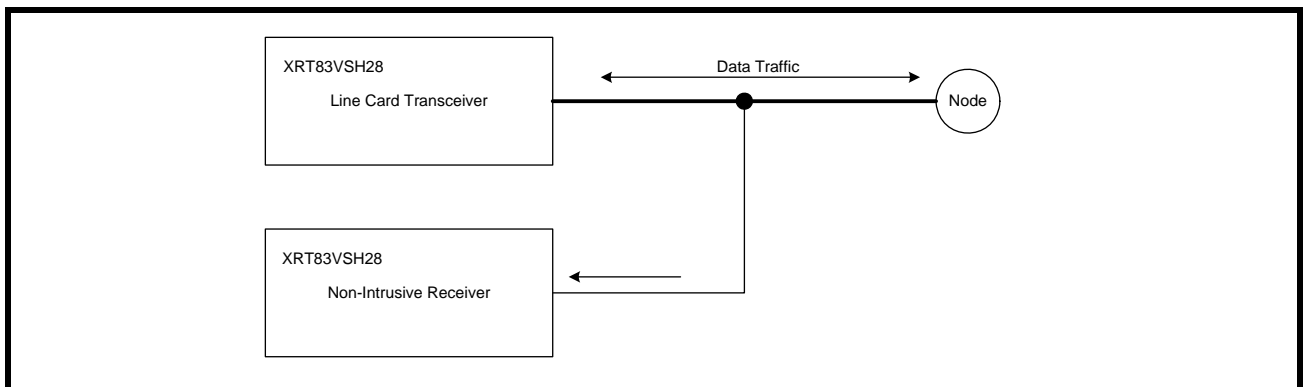 XRT83VSH28
Line Card Transceiver
Data Traffic
Node
XRT83VSH28
Non-Intrusive Receiver